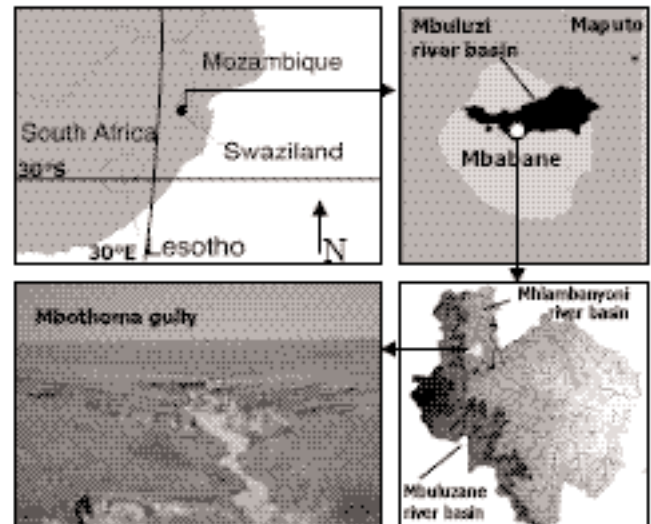 Mozambique
South Africa
Swaziland
30°S
30°E Lesotho
N
Mbuluzi
river basin
Maputo
Mbabane
Mbothoma gully
Mhlambanyoni
river basin
Mbuluzane
river basin